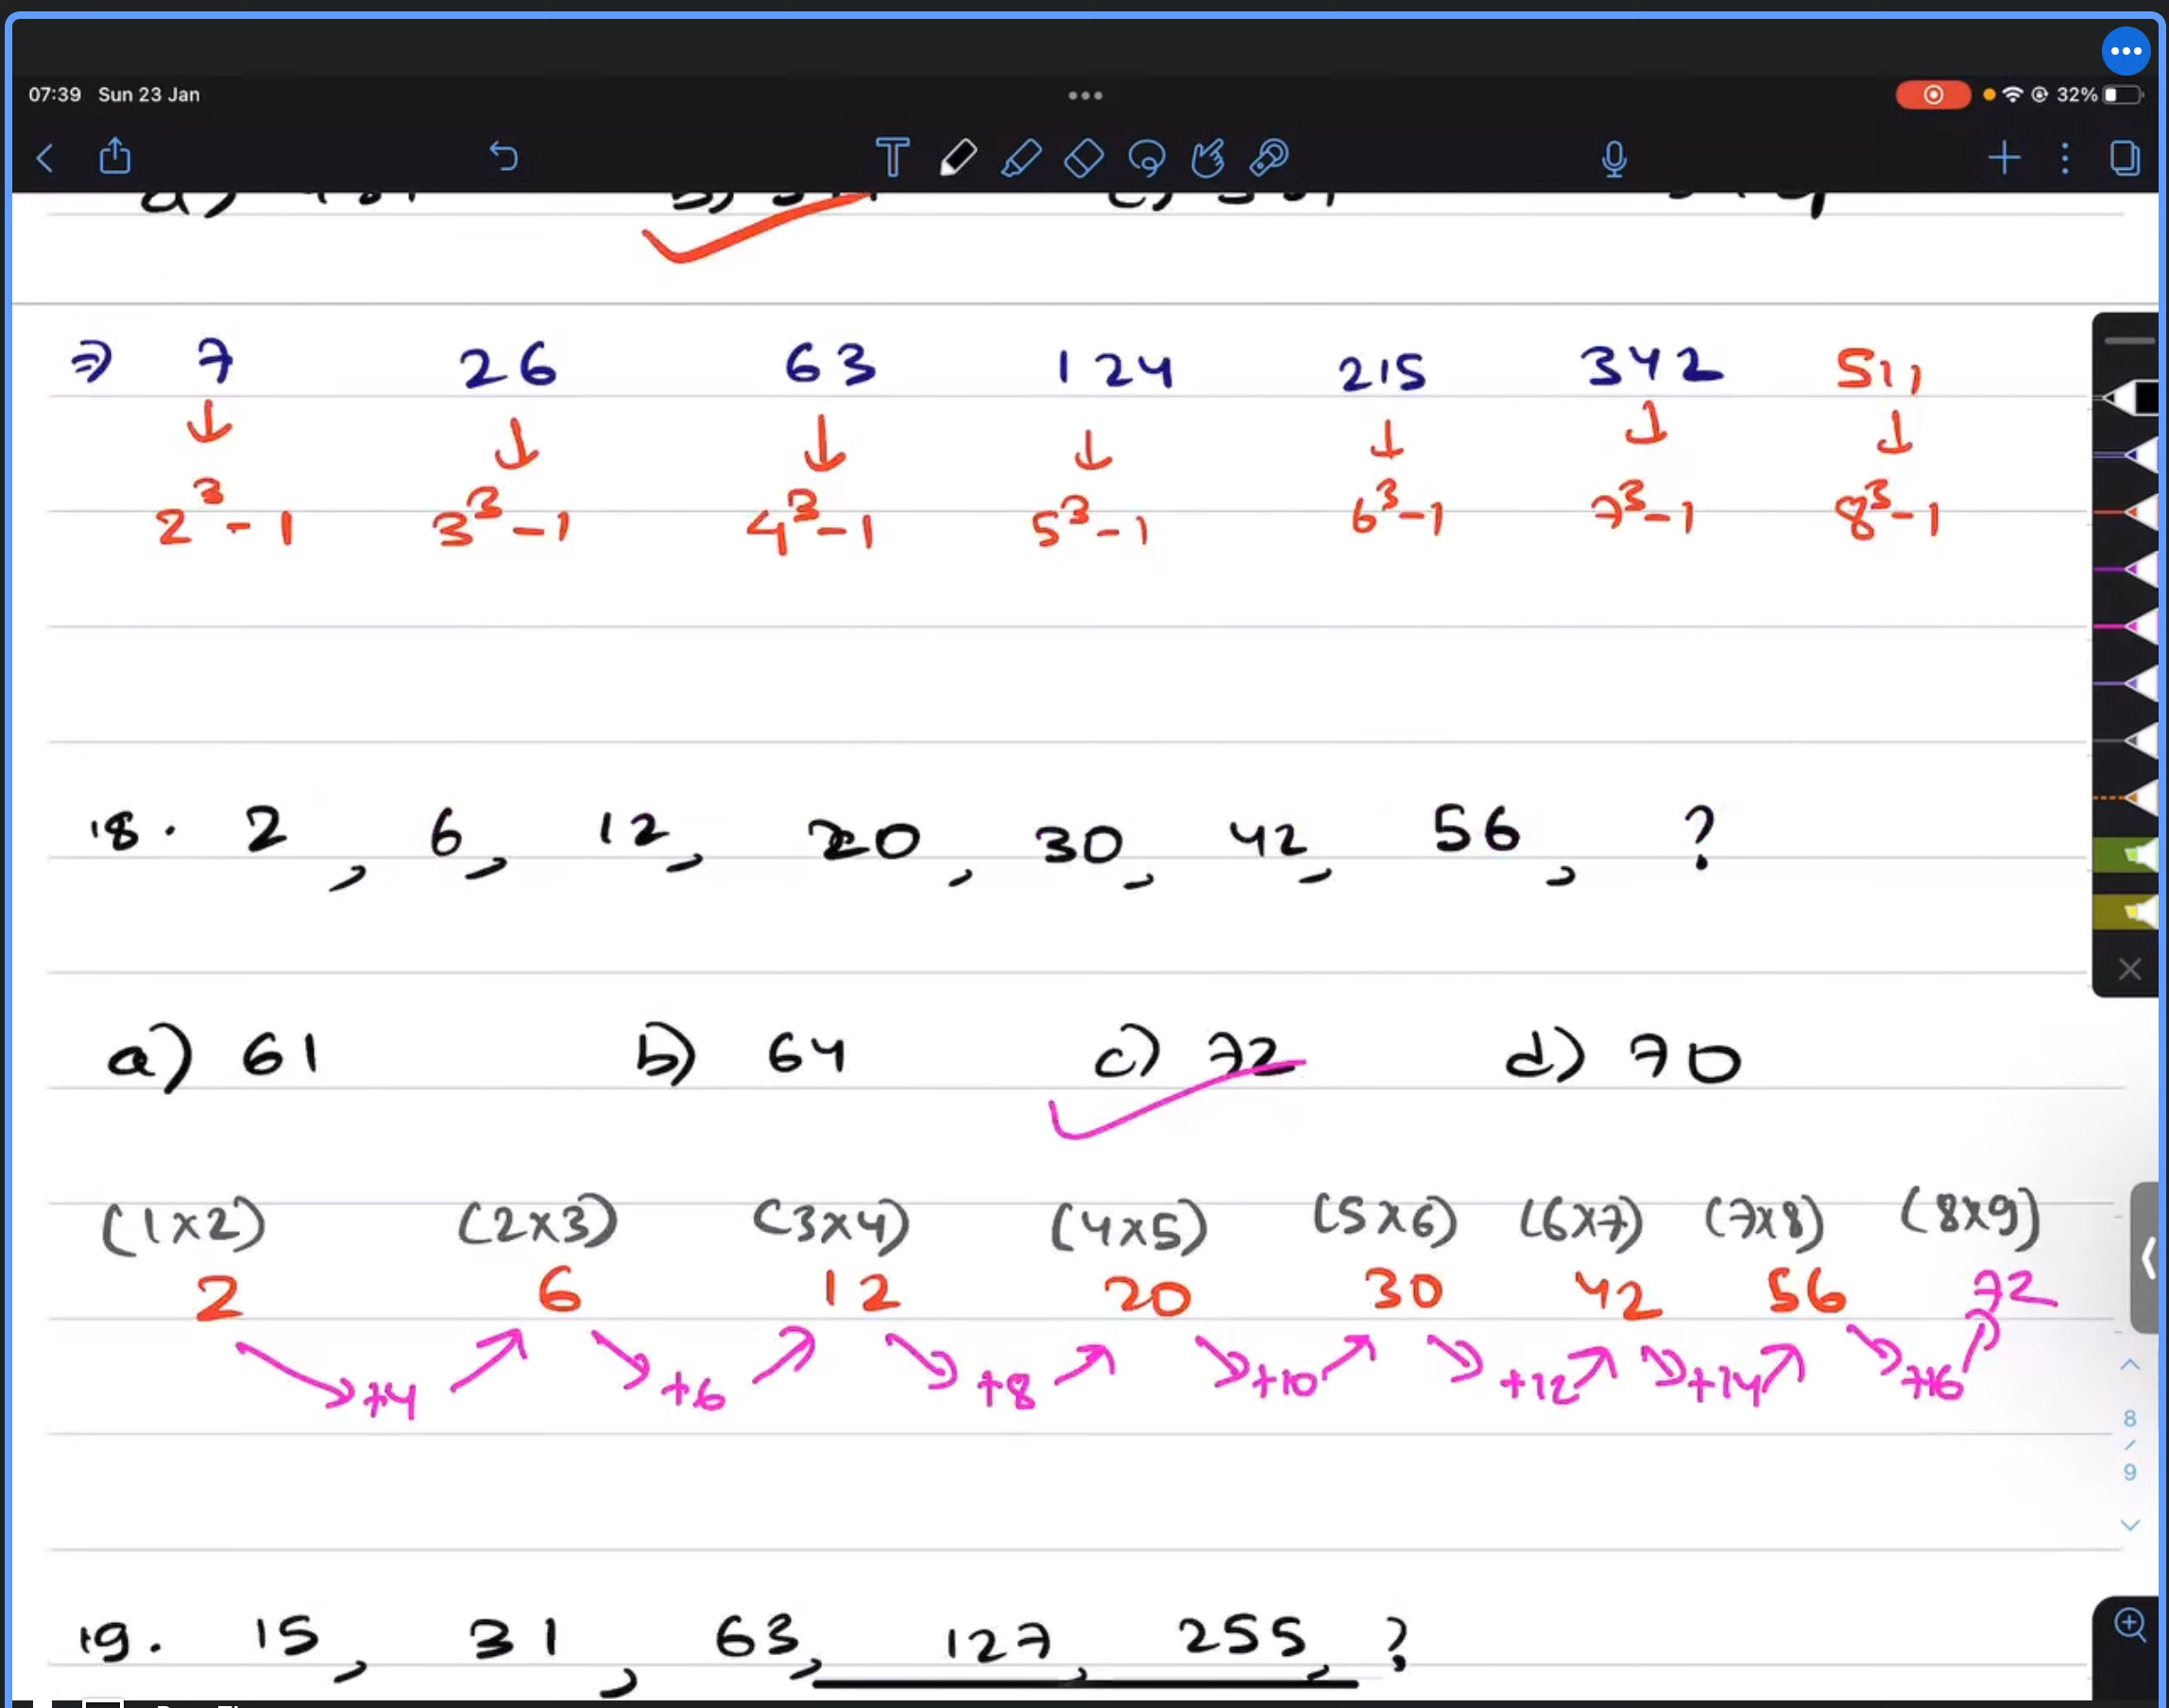 07:39 Sun 23 Jan
32%
⇒ 7 26 63 124 215 342 511
↓ ↓ ↓ ↓ ↓ ↓ ↓
2³-1 3³-1 4³-1 5³-1 6³-1 7³-1 8³-1
18. 2, 6, 12, 20, 30, 42, 56, ?
a) 61 b) 64 c) 72 d) 70
(1x2) (2x3) (3x4) (4x5) (5x6) (6x7) (7x8) (8x9)
2 6 12 20 30 42 56 72
+4 +6 +8 +10 +12 +14 +16
8
/
9
19. 15, 31, 63, 127, 255, ?